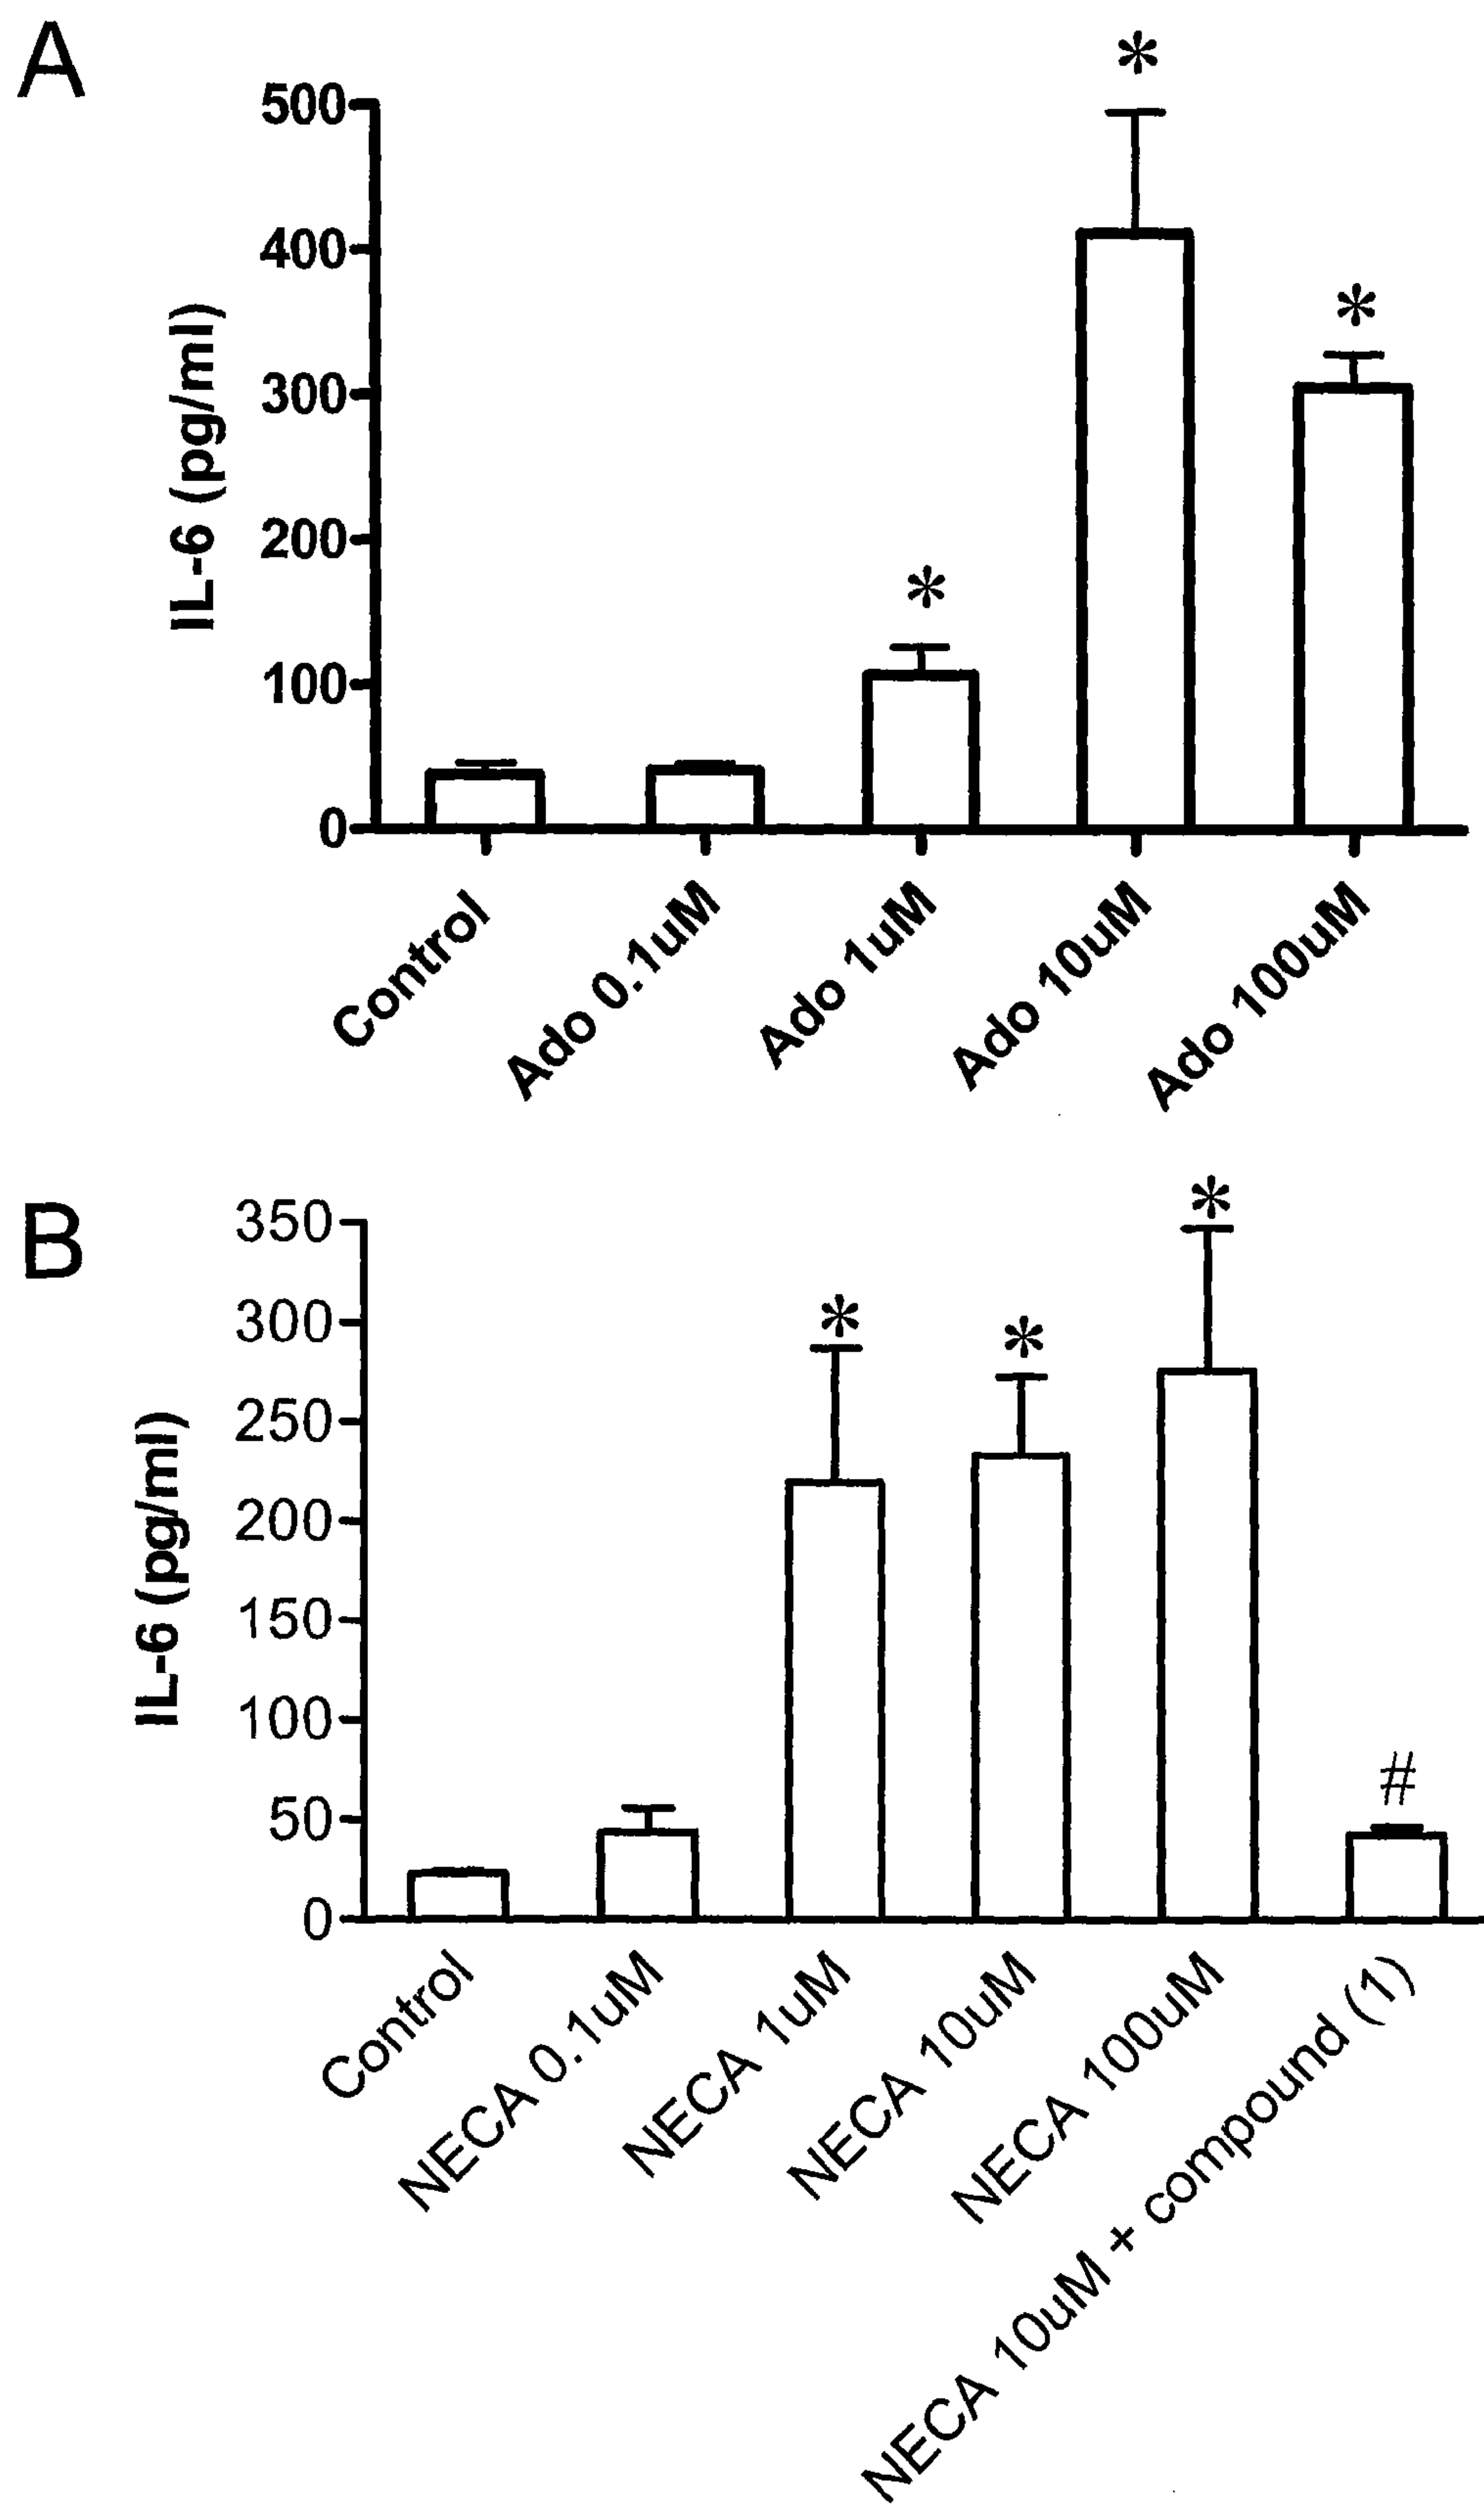 A
*
500
400
300
200
100
0
IL-6 (pg/ml)
*
*
Control
Ado 0.1uM
Ado 1uM
Ado 10uM
Ado 100uM
B
*
350
300
250
200
150
100
50
0
IL-6 (pg/ml)
*
*
#
Control
NECA 0.1uM
NECA 1uM
NECA 10uM
NECA 100uM
NECA 10uM + compound (1)